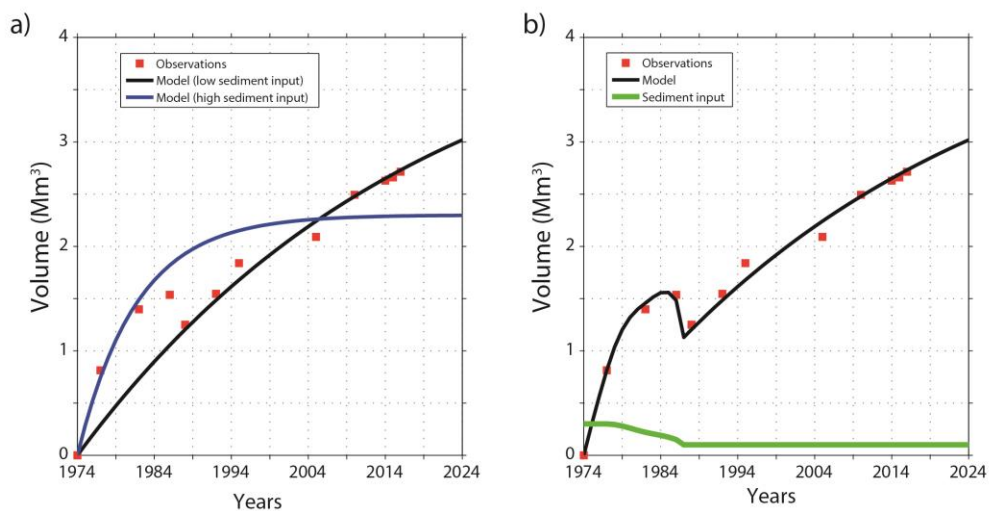 a)
4
3
2
1
0
Volume (Mm³)
Observations
Model (low sediment input)
Model (high sediment input)
1974 1984 1994 2004 2014 2024
Years
b)
4
3
2
1
0
Volume (Mm³)
Observations
Model
Sediment input
1974 1984 1994 2004 2014 2024
Years